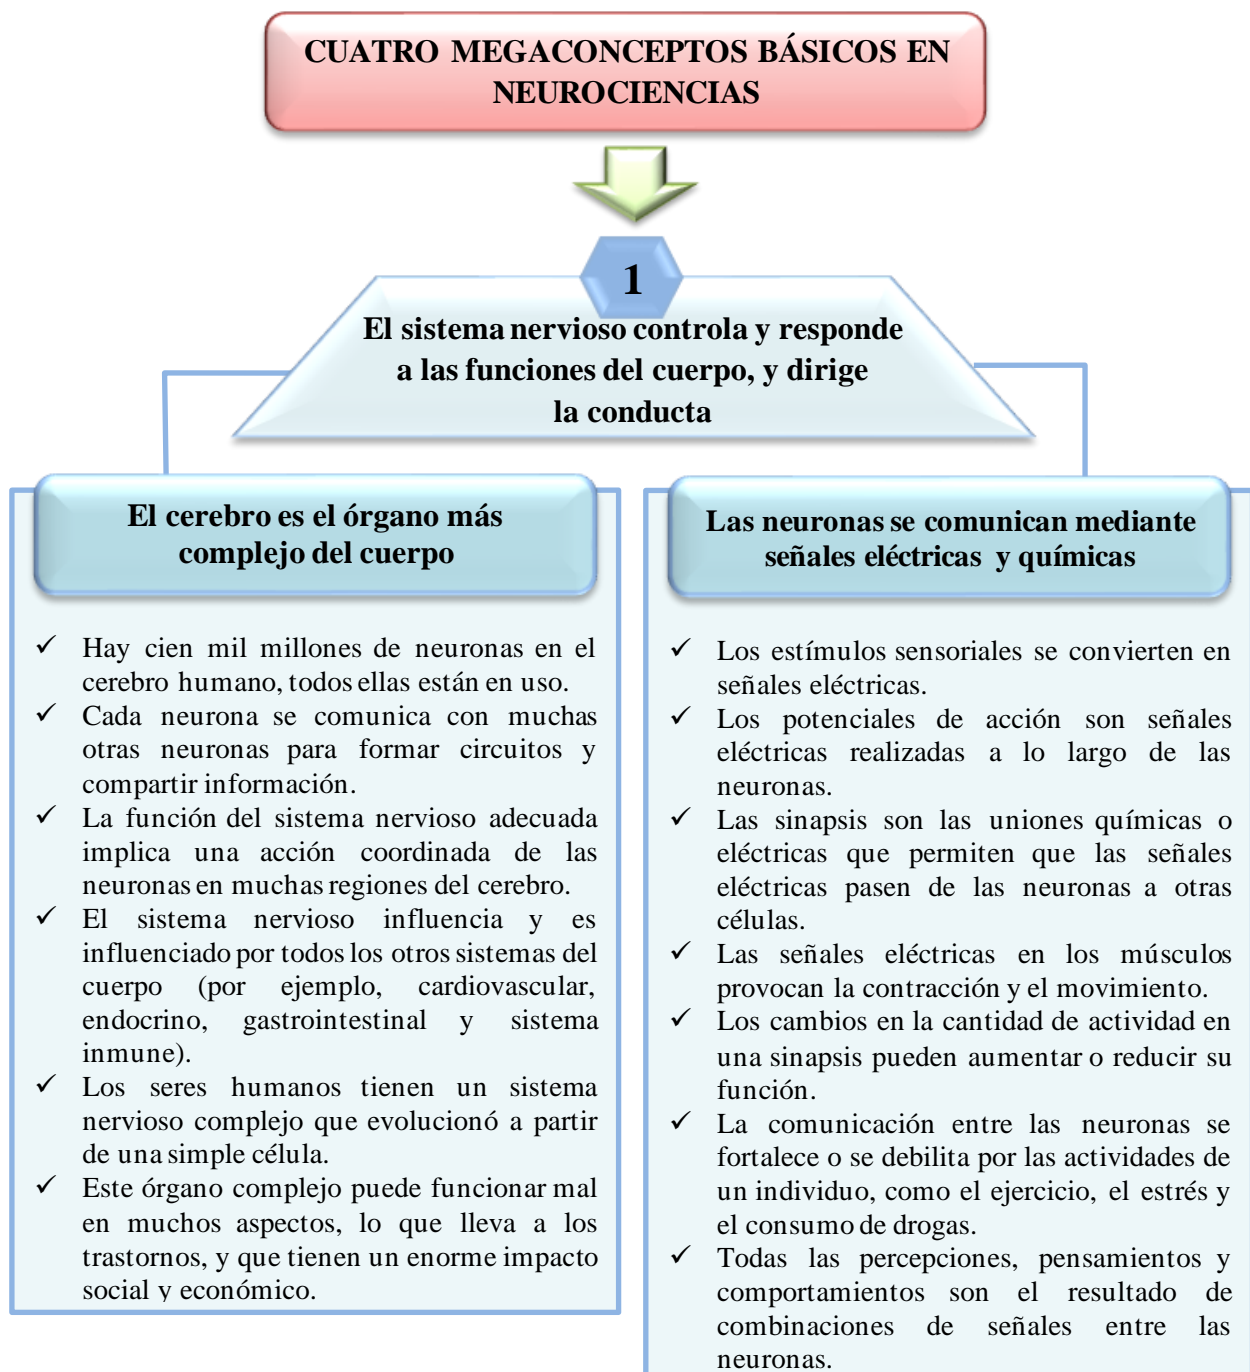 CUATRO MEGACONCEPTOS BÁSICOS EN
NEUROCIENCIAS
1
El sistema nervioso controla y responde
a las funciones del cuerpo, y dirige
la conducta
El cerebro es el órgano más
complejo del cuerpo
✓ Hay cien mil millones de neuronas en el
cerebro humano, todos ellas están en uso.
✓ Cada neurona se comunica con muchas
otras neuronas para formar circuitos y
compartir información.
✓ La función del sistema nervioso adecuada
implica una acción coordinada de las
neuronas en muchas regiones del cerebro.
✓ El sistema nervioso influencia y es
influenciado por todos los otros sistemas del
cuerpo (por ejemplo, cardiovascular,
endocrino, gastrointestinal y sistema
inmune).
✓ Los seres humanos tienen un sistema
nervioso complejo que evolucionó a partir
de una simple célula.
✓ Este órgano complejo puede funcionar mal
en muchos aspectos, lo que lleva a los
trastornos, y que tienen un enorme impacto
social y económico.
Las neuronas se comunican mediante
señales eléctricas y químicas
✓ Los estímulos sensoriales se convierten en
señales eléctricas.
✓ Los potenciales de acción son señales
eléctricas realizadas a lo largo de las
neuronas.
✓ Las sinapsis son las uniones químicas o
eléctricas que permiten que las señales
eléctricas pasen de las neuronas a otras
células.
✓ Las señales eléctricas en los músculos
provocan la contracción y el movimiento.
✓ Los cambios en la cantidad de actividad en
una sinapsis pueden aumentar o reducir su
función.
✓ La comunicación entre las neuronas se
fortalece o se debilita por las actividades de
un individuo, como el ejercicio, el estrés y
el consumo de drogas.
✓ Todas las percepciones, pensamientos y
comportamientos son el resultado de
combinaciones de señales entre las
neuronas.